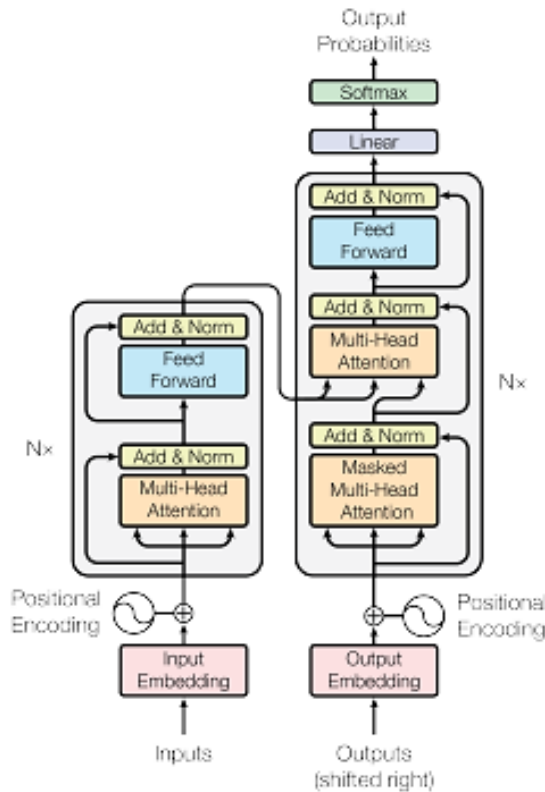 Output
Probabilities
Softmax
Linear
Add & Norm
Feed
Forward
Add & Norm
Multi-Head
Attention
Add & Norm
Masked
Multi-Head
Attention
N×
Add & Norm
Feed
Forward
Add & Norm
Multi-Head
Attention
N×
Positional
Encoding
Positional
Encoding
Input
Embedding
Output
Embedding
Inputs
Outputs
(shifted right)